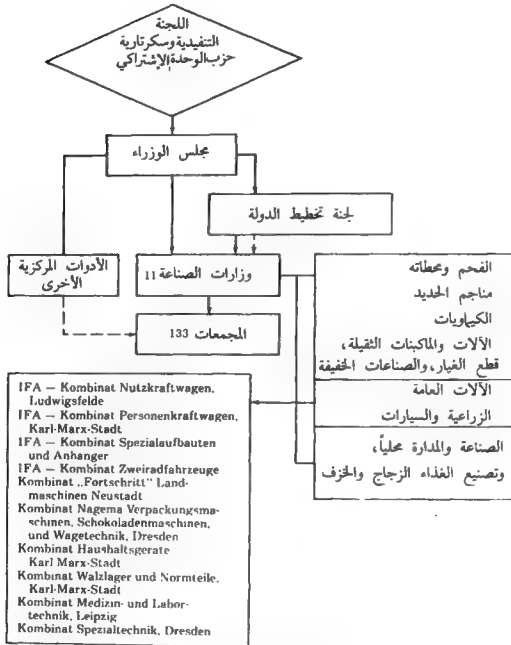 اللجنة
التنفيدية وسكرتارية
حزب الوحدة الإشتراكي
مجلس الوزراء
لجنة تخطيط الدولة
الأدوات المركزية
الأخرى
وزارات الصناعة 11
المجمعات 133
الفحم ومحطاته
مناجم الحديد
الكيماويات
الآلات والماكينات الثقيلة،
قطع الغيار، والصناعات الخفيفة
الآلات العامة
الزراعية والسيارات
الصناعة والمدارة محلياً،
وتصنيع الغذاء الزجاج والخزف
IFA – Kombinat Nutzkraftwagen,
Ludwigsfelde
IFA – Kombinat Personenkraftwagen,
Karl-Marx-Stadt
IFA – Kombinat Spezialaufbauten
und Anhanger
IFA – Kombinat Zweiradfahrzeuge
Kombinat „Fortschritt" Land-
maschinen Neustadt
Kombinat Nagema Verpackungsma-
schinen, Schokoladenmaschinen,
und Wagetechnik, Dresden
Kombinat Haushaltsgerate
Karl Marx-Stadt
Kombinat Walzlager und Normteile,
Karl-Marx-Stadt
Kombinat Medizin- und Labor-
technik, Leipzig
Kombinat Spezialtechnik, Dresden